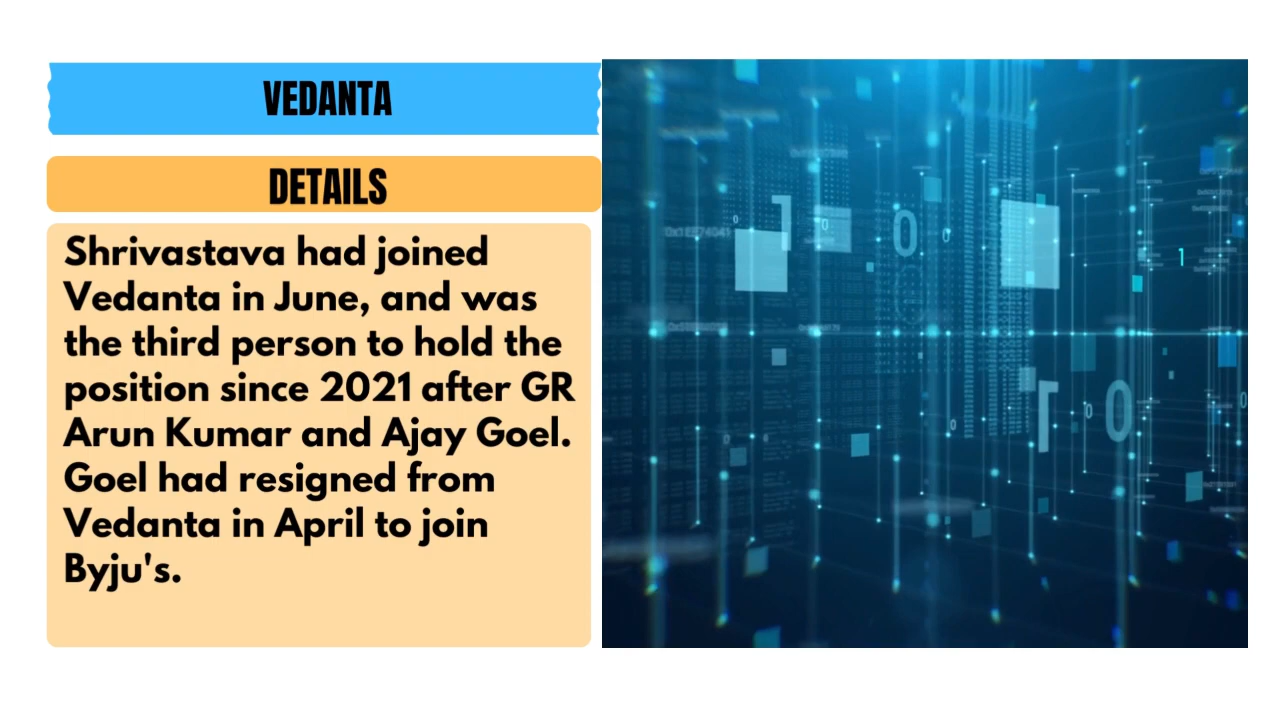 VEDANTA
DETAILS
Shrivastava had joined
Vedanta in June, and was
the third person to hold the
position since 2021 after GR
Arun Kumar and Ajay Goel.
Goel had resigned from
Vedanta in April to join
Byju's.